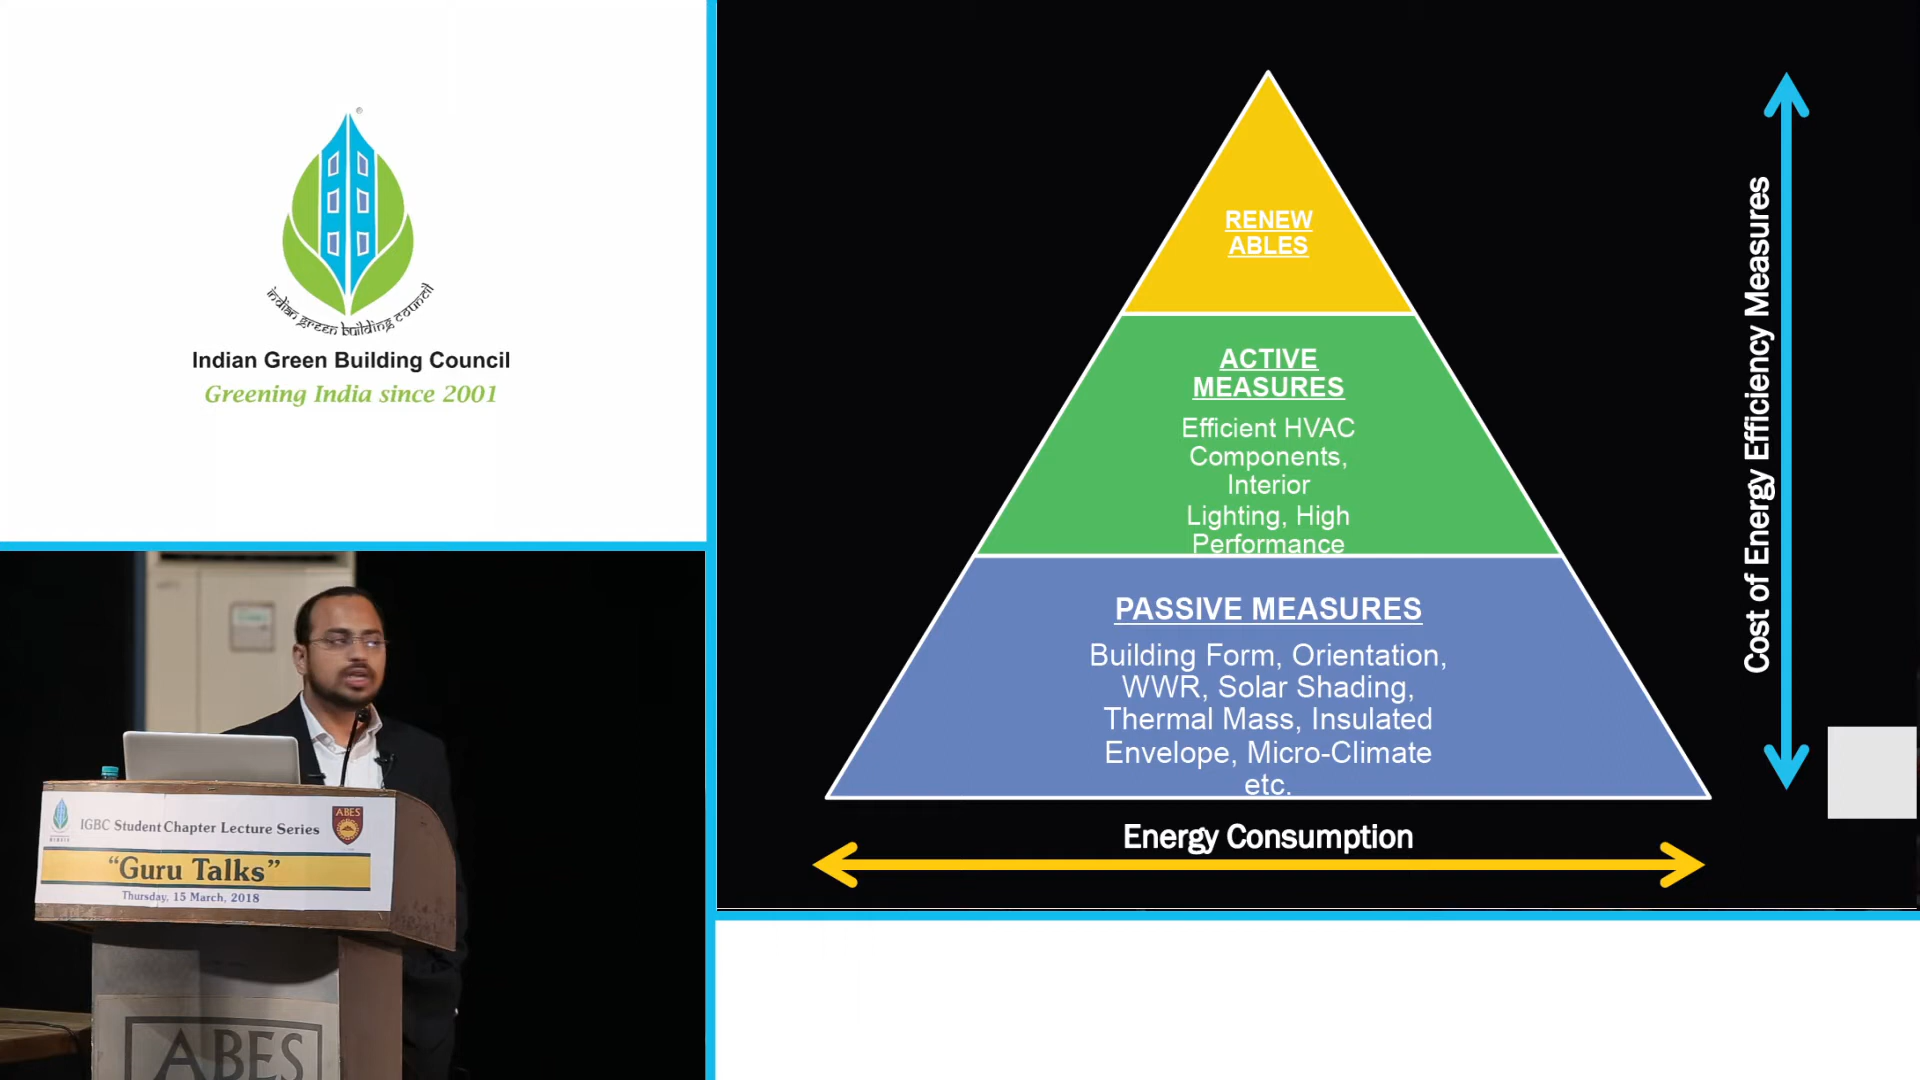 ®
indian green building council
Indian Green Building Council
Greening India since 2001
IGBC Student Chapter Lecture Series
ABES
“Guru Talks”
Thursday, 15 March, 2018
ABES
RENEW
ABLES
ACTIVE
MEASURES
Efficient HVAC
Components,
Interior
Lighting, High
Performance
PASSIVE MEASURES
Building Form, Orientation,
WWR, Solar Shading,
Thermal Mass, Insulated
Envelope, Micro-Climate
etc.
Energy Consumption
Cost of Energy Efficiency Measures